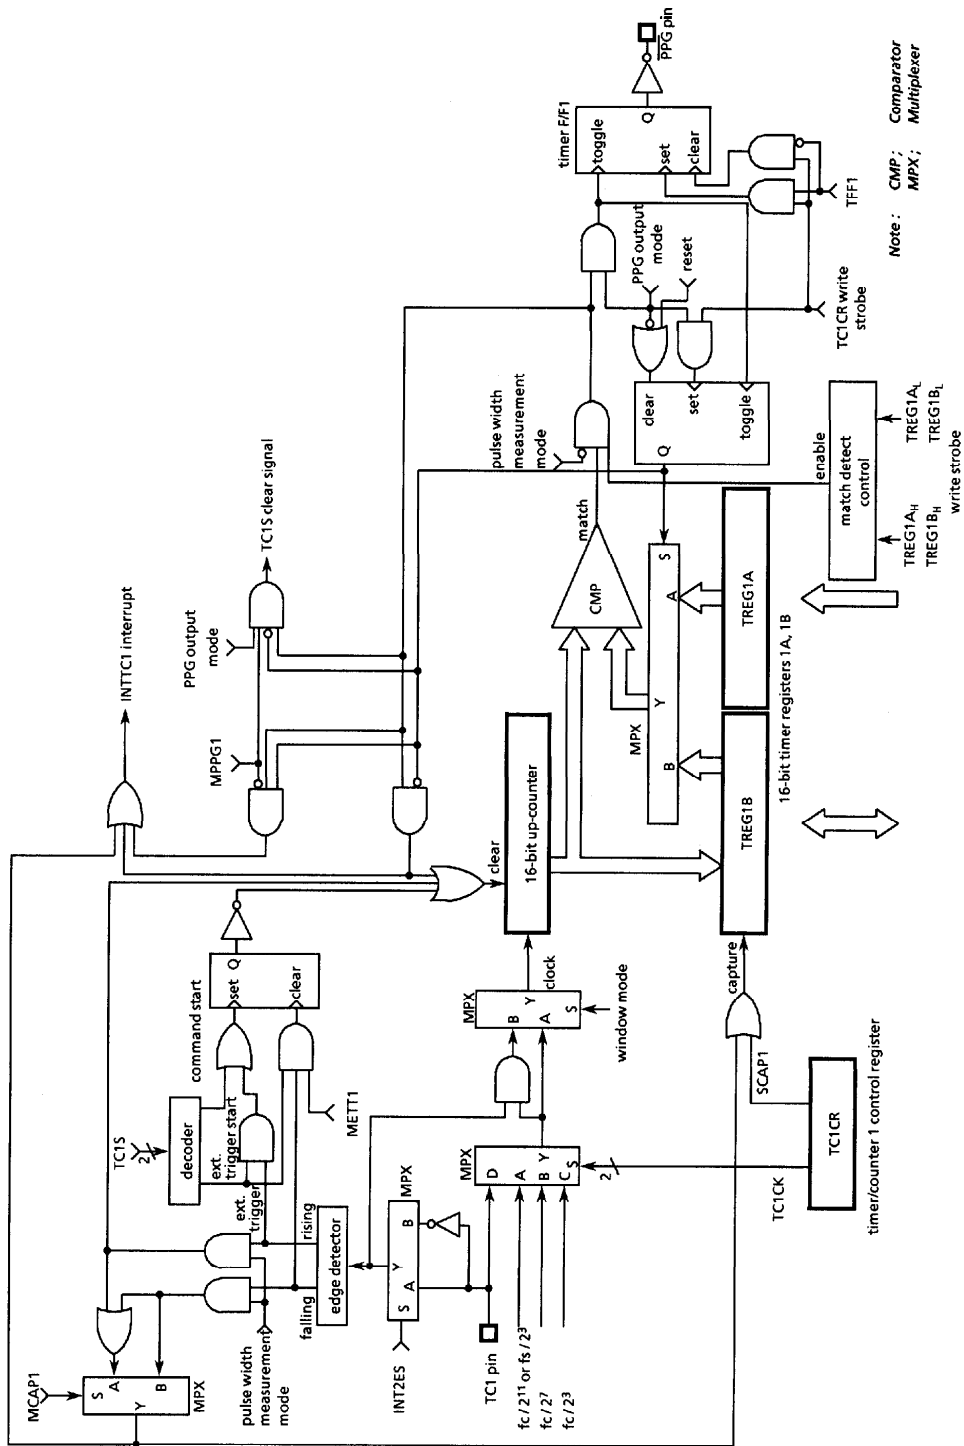 MCAP1
S
A
B
Y
MPX
pulse width
measurement
mode
TC1S
2
decoder
ext.
trigger start
ext.
trigger
rising
falling
edge detector
command start
set
Q
clear
METT1
INT2ES
MPX
S
A
Y
B
TC1 pin
fc / 2¹¹ or fs / 2³
fc / 2⁷
fc / 2³
MPX
D
A
B
C
Y
S
2
TC1CK
TC1CR
timer/counter 1 control register
SCAP1
capture
MPX
B
A
Y
S
clock
window mode
clear
16-bit up-counter
INTTC1 interrupt
MPPG1
PPG output
mode
TC1S clear signal
pulse width
measurement
mode
match
CMP
MPX
B
Y
A
S
TREG1B
TREG1A
16-bit timer registers 1A, 1B
enable
match detect
control
TREG1Aʜ
TREG1Bʜ
TREG1Aʟ
TREG1Bʟ
write strobe
Q
clear
set
toggle
PPG output
mode
reset
TC1CR write
strobe
TFF1
timer F/F1
toggle
set
clear
Q
PPG pin
Note :
CMP ;
Comparator
MPX ;
Multiplexer